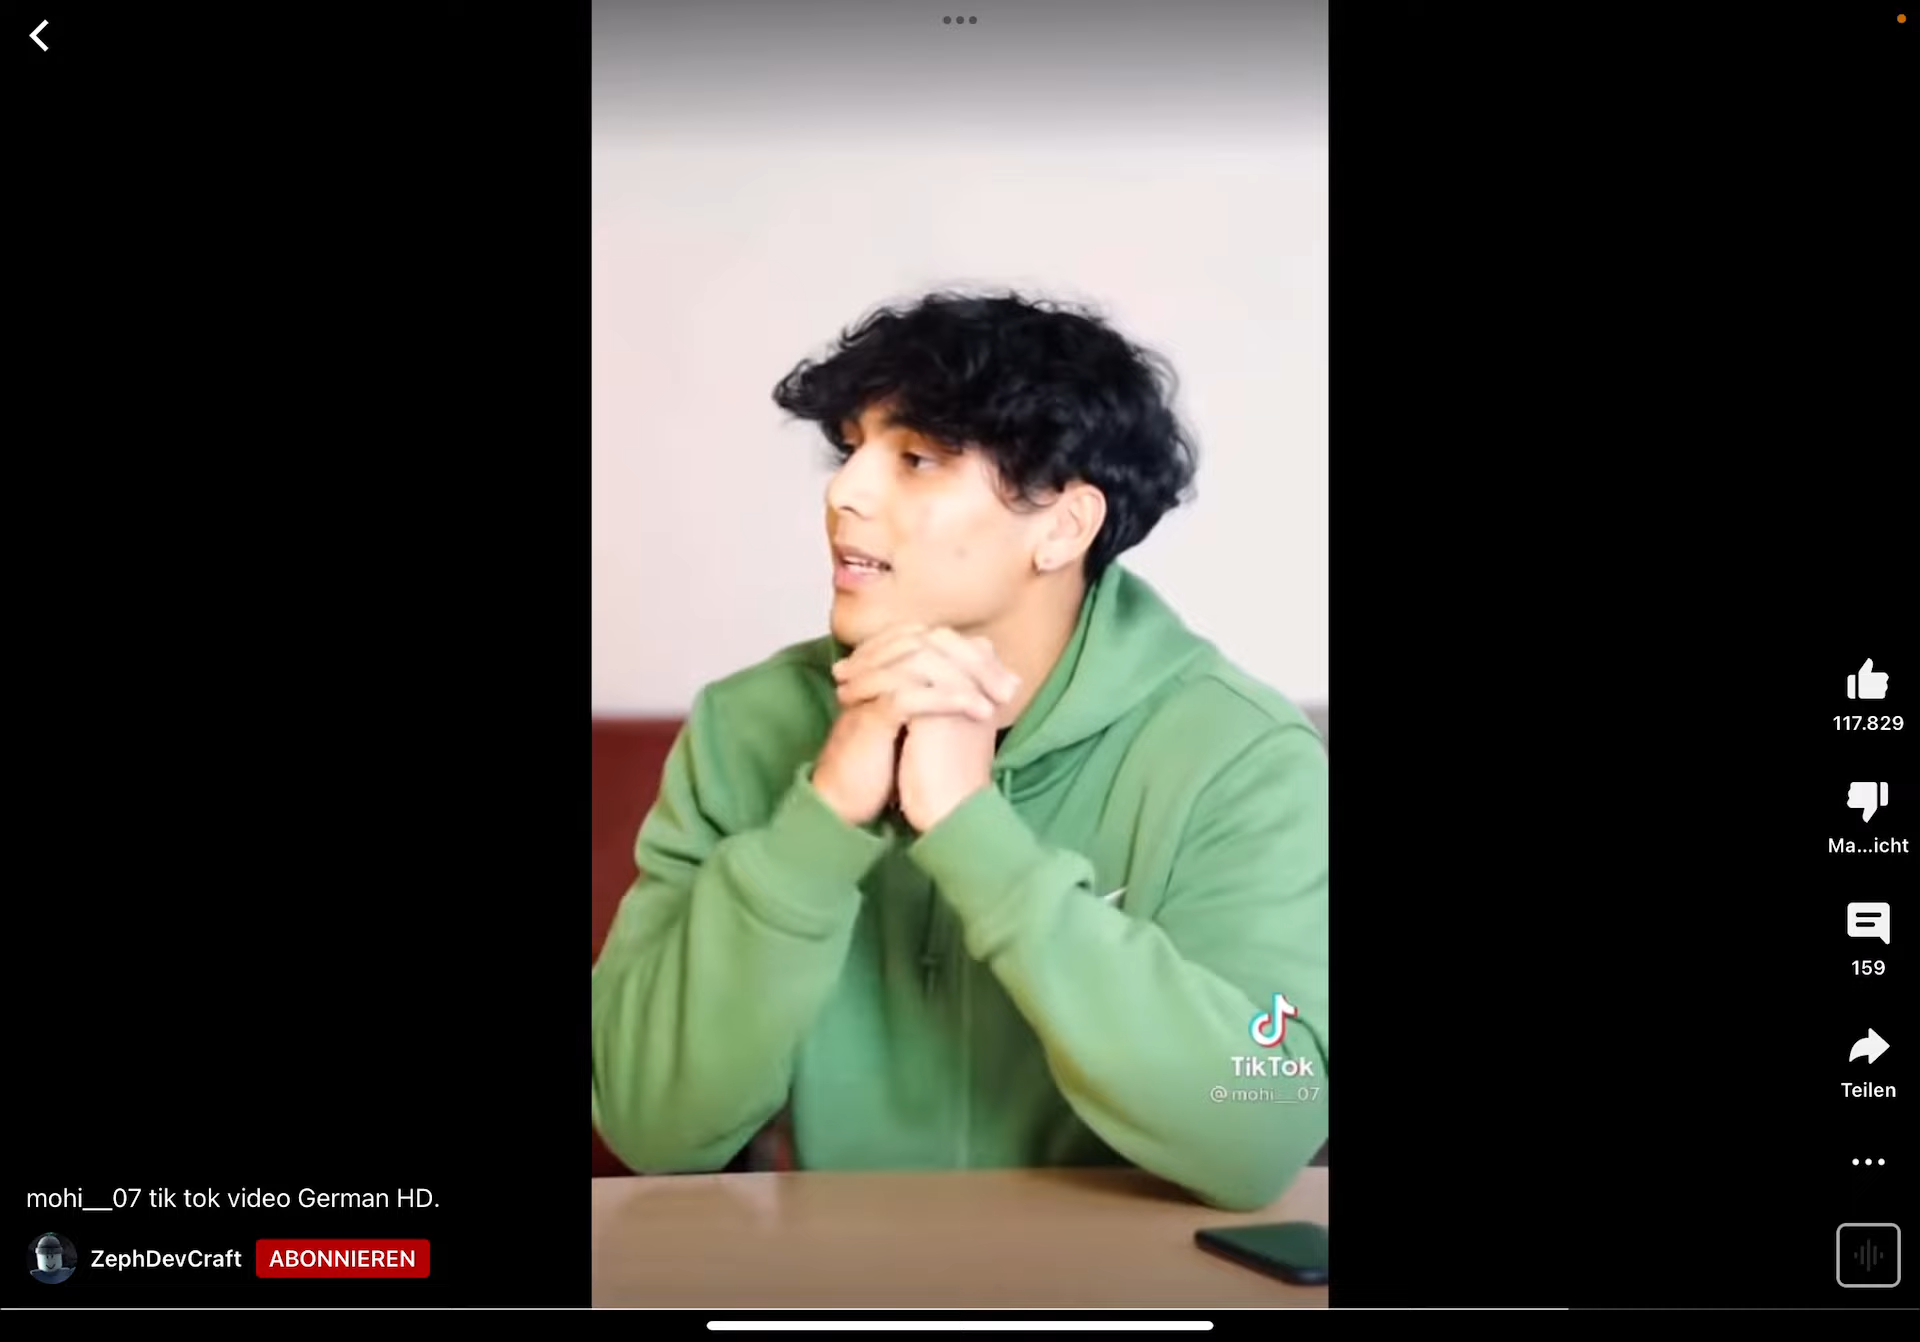 117.829
Ma...icht
159
TikTok
@mohi__07
Teilen
mohi__07 tik tok video German HD.
ZephDevCraft
ABONNIEREN